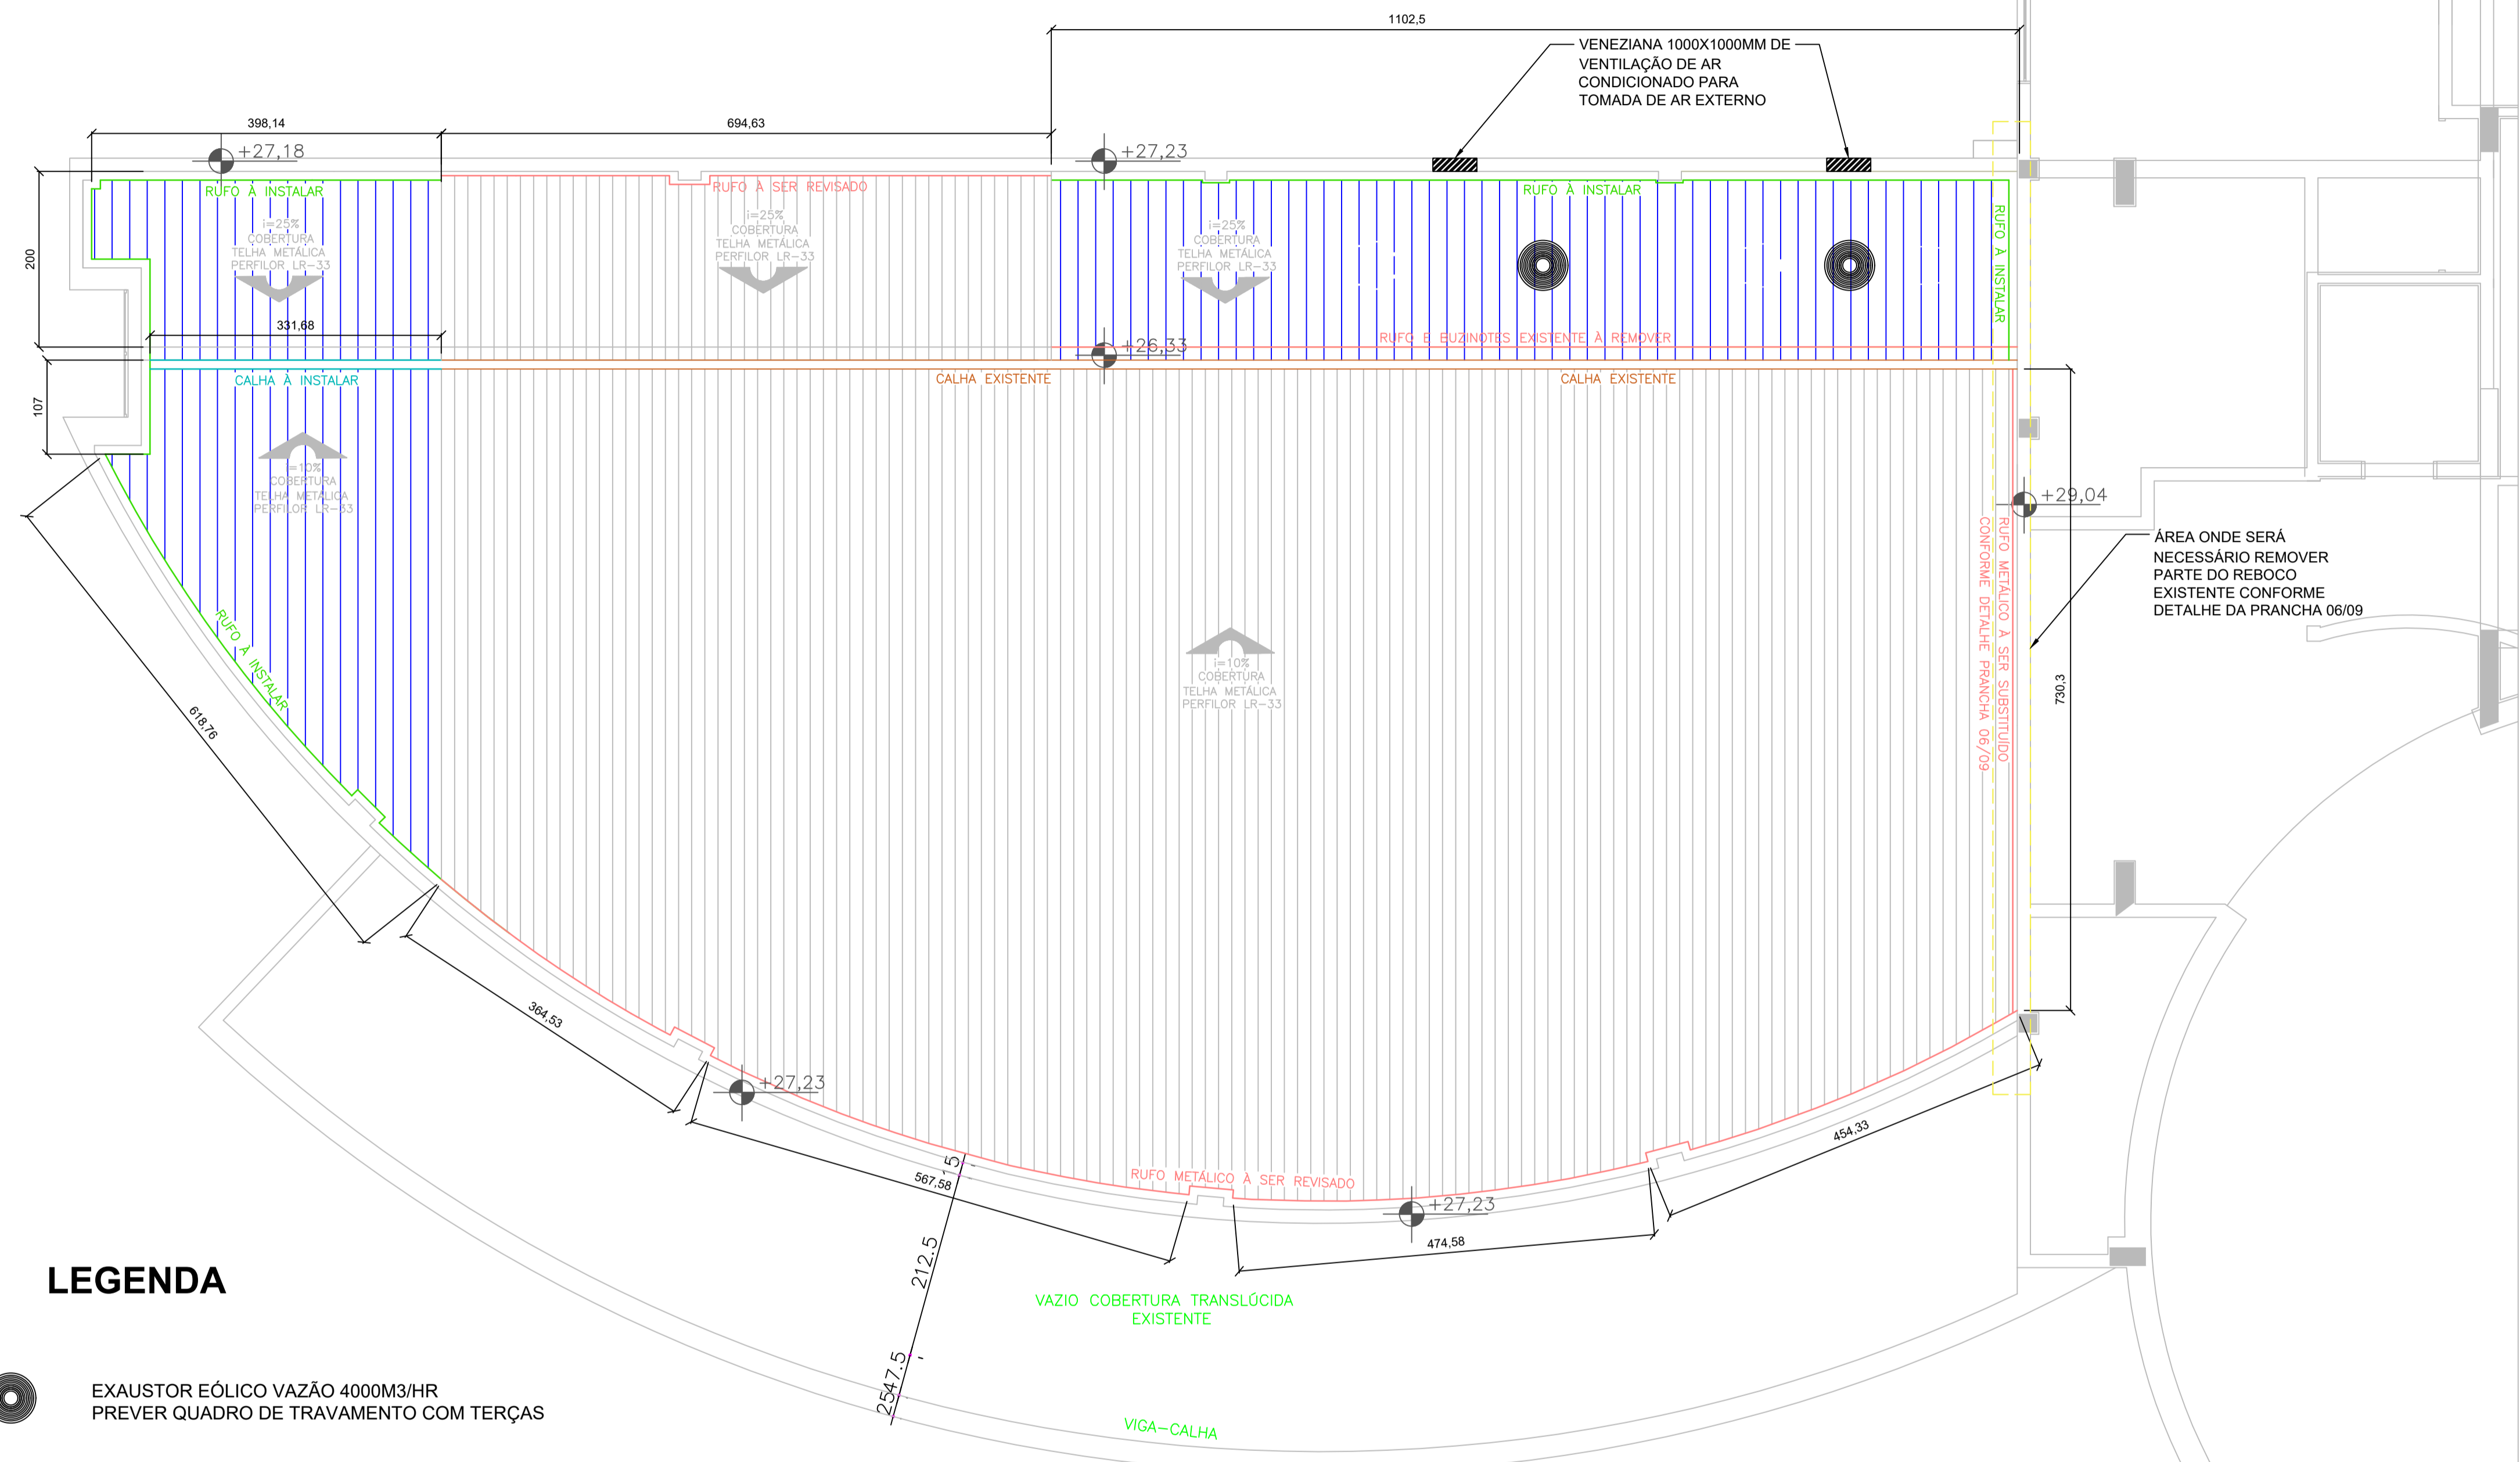 1102,5
VENEZIANA 1000X1000MM DE
VENTILAÇÃO DE AR
CONDICIONADO PARA
TOMADA DE AR EXTERNO
398,14
694,63
+27,18
+27,23
RUFO À INSTALAR
RUFO À SER REVISADO
RUFO À INSTALAR
RUFO À INSTALAR
i=25%
COBERTURA
TELHA METÁLICA
PERFILOR LR-33
i=25%
COBERTURA
TELHA METÁLICA
PERFILOR LR-33
i=25%
COBERTURA
TELHA METÁLICA
PERFILOR LR-33
200
331,68
RUFO E BUZINOTES EXISTENTE À REMOVER
+26,33
CALHA À INSTALAR
CALHA EXISTENTE
CALHA EXISTENTE
107
i=10%
COBERTURA
TELHA METÁLICA
PERFILOR LR-33
+29,04
RUFO METÁLICO À SER SUBSTITUÍDO
CONFORME DETALHE PRANCHA 06/09
ÁREA ONDE SERÁ
NECESSÁRIO REMOVER
PARTE DO REBOCO
EXISTENTE CONFORME
DETALHE DA PRANCHA 06/09
730,3
RUFO À INSTALAR
618,76
i=10%
COBERTURA
TELHA METÁLICA
PERFILOR LR-33
364,53
+27,23
454,33
567,58
RUFO METÁLICO À SER REVISADO
+27,23
474,58
212.5
47.5
25
VAZIO COBERTURA TRANSLÚCIDA
EXISTENTE
VIGA-CALHA
LEGENDA
EXAUSTOR EÓLICO VAZÃO 4000M3/HR
PREVER QUADRO DE TRAVAMENTO COM TERÇAS